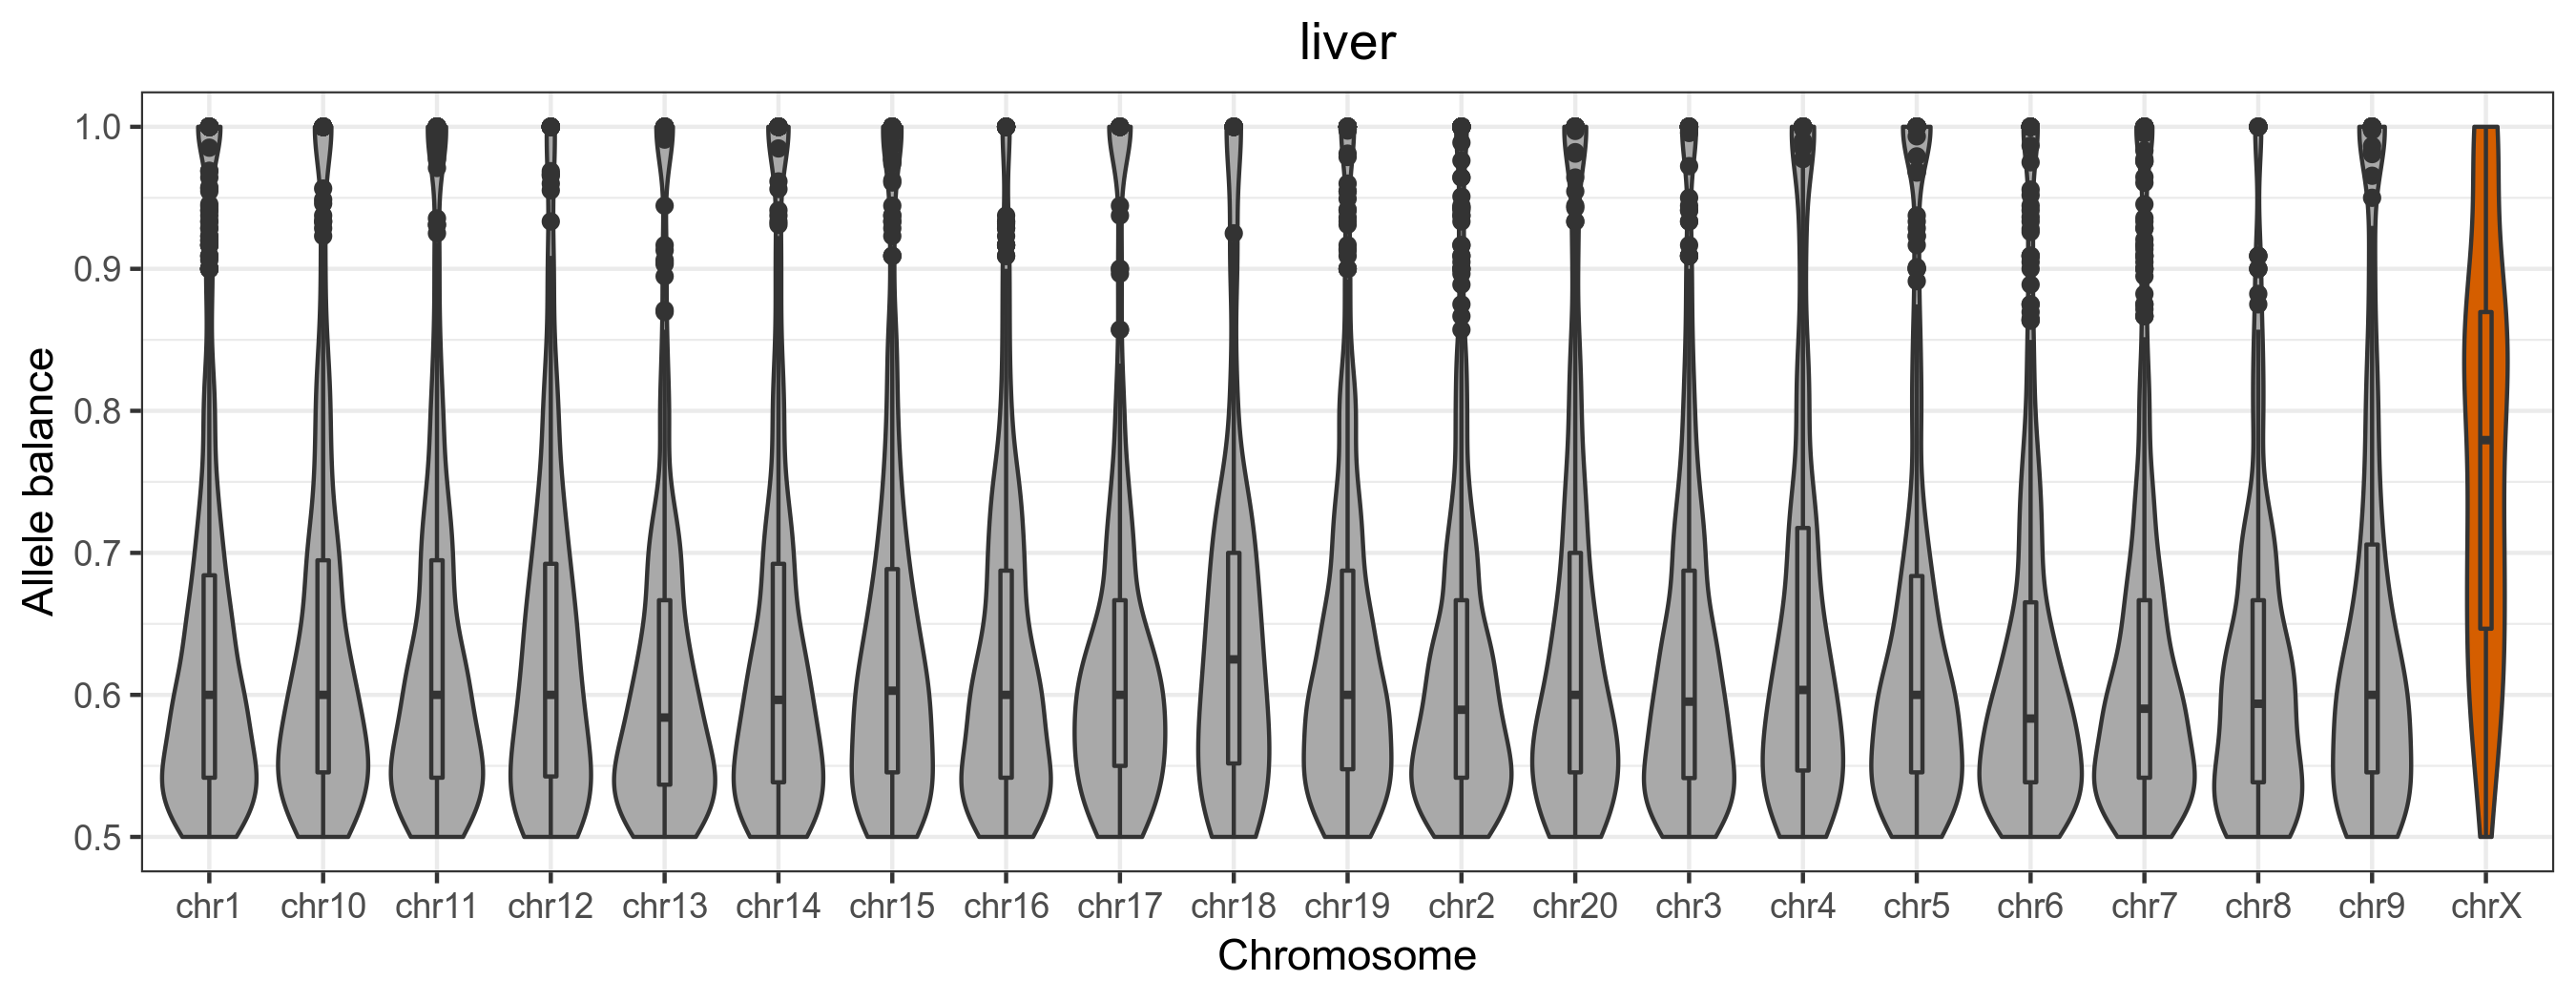 liver
Allele balance
1.0
0.9
0.8
0.7
0.6
0.5
chr1 chr10 chr11 chr12 chr13 chr14 chr15 chr16 chr17 chr18 chr19 chr2 chr20 chr3 chr4 chr5 chr6 chr7 chr8 chr9 chrX
Chromosome